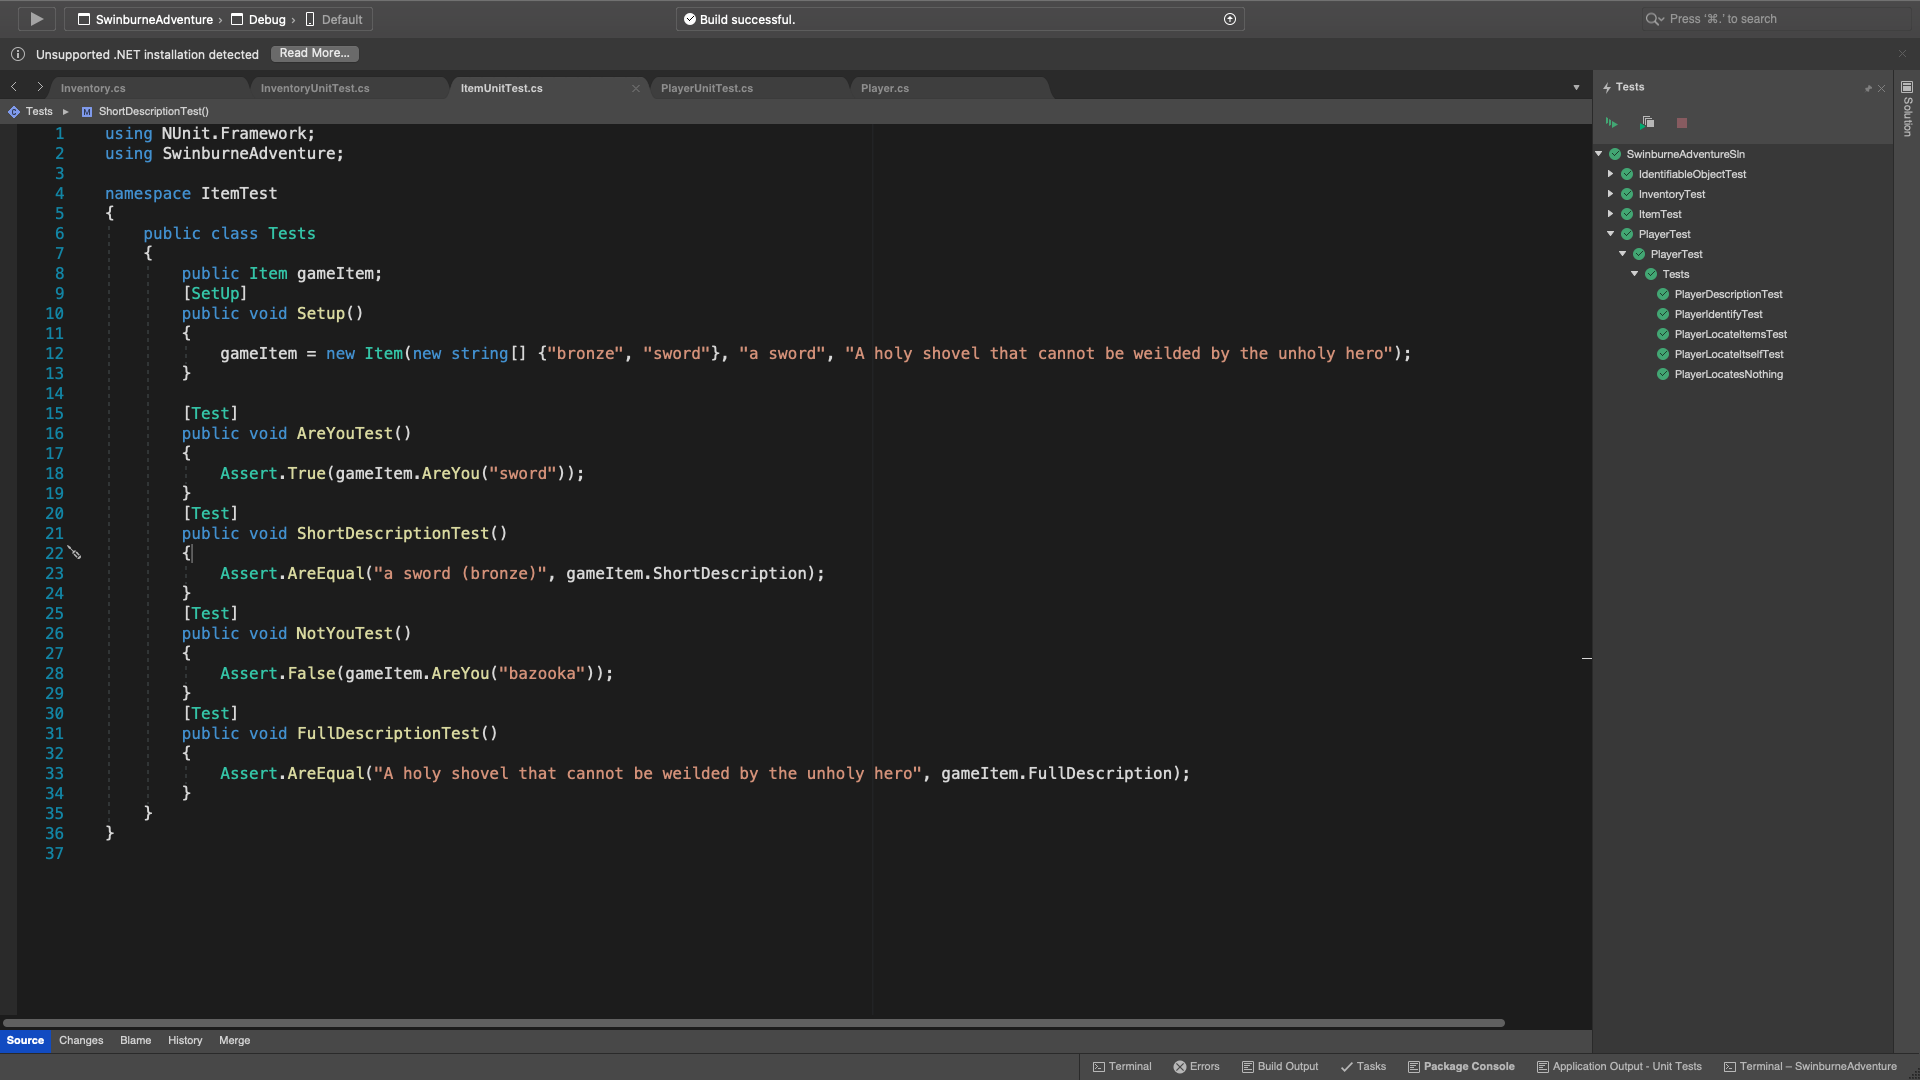 SwinburneAdventure › Debug › Default
Build successful.
Press '⌘.' to search
Unsupported .NET installation detected Read More...
Inventory.cs InventoryUnitTest.cs ItemUnitTest.cs PlayerUnitTest.cs Player.cs
Tests ▸ M ShortDescriptionTest()
1 using NUnit.Framework;
2 using SwinburneAdventure;
3
4 namespace ItemTest
5 {
6 public class Tests
7 {
8 public Item gameItem;
9 [SetUp]
10 public void Setup()
11 {
12 gameItem = new Item(new string[] {"bronze", "sword"}, "a sword", "A holy shovel that cannot be weilded by the unholy hero");
13 }
14
15 [Test]
16 public void AreYouTest()
17 {
18 Assert.True(gameItem.AreYou("sword"));
19 }
20 [Test]
21 public void ShortDescriptionTest()
22 {
23 Assert.AreEqual("a sword (bronze)", gameItem.ShortDescription);
24 }
25 [Test]
26 public void NotYouTest()
27 {
28 Assert.False(gameItem.AreYou("bazooka"));
29 }
30 [Test]
31 public void FullDescriptionTest()
32 {
33 Assert.AreEqual("A holy shovel that cannot be weilded by the unholy hero", gameItem.FullDescription);
34 }
35 }
36 }
37
Tests
SwinburneAdventureSln
IdentifiableObjectTest
InventoryTest
ItemTest
PlayerTest
PlayerTest
Tests
PlayerDescriptionTest
PlayerIdentifyTest
PlayerLocateItemsTest
PlayerLocateItselfTest
PlayerLocatesNothing
Solution
Source Changes Blame History Merge
Terminal Errors Build Output Tasks Package Console Application Output - Unit Tests Terminal – SwinburneAdventure